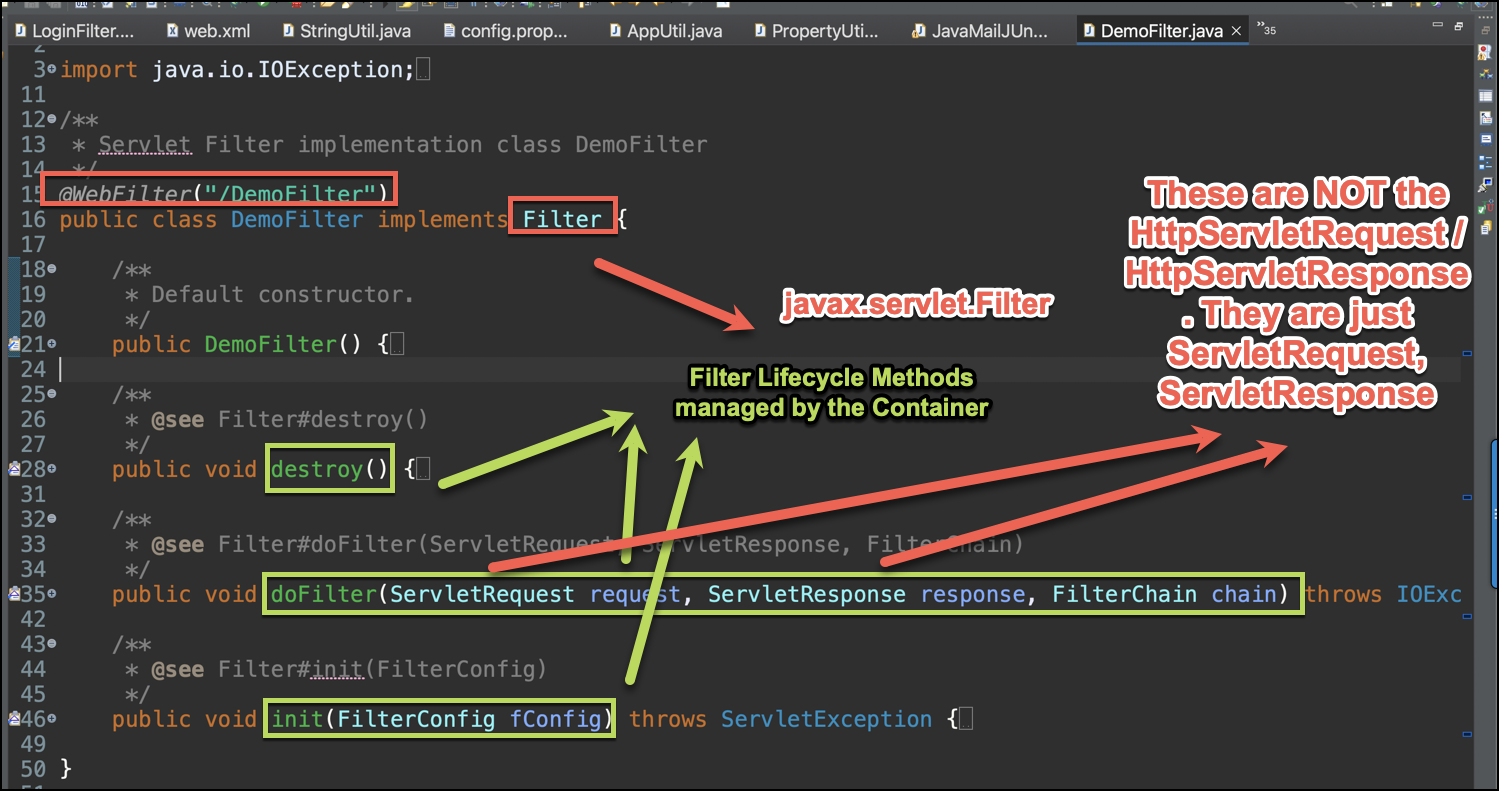 LoginFilter.... web.xml StringUtil.java config.prop... AppUtil.java PropertyUti... JavaMailJUn... DemoFilter.java 35
2
3 import java.io.IOException;
11
12 /**
13 * Servlet Filter implementation class DemoFilter
14 */
15 @WebFilter("/DemoFilter")
16 public class DemoFilter implements Filter {
17
18 /**
19 * Default constructor.
20 */
21 public DemoFilter() {
24
25 /**
26 * @see Filter#destroy()
27 */
28 public void destroy() {
31
32 /**
33 * @see Filter#doFilter(ServletRequest, ServletResponse, FilterChain)
34 */
35 public void doFilter(ServletRequest request, ServletResponse response, FilterChain chain) throws IOExc
42
43 /**
44 * @see Filter#init(FilterConfig)
45 */
46 public void init(FilterConfig fConfig) throws ServletException {
49
50 }
51
javax.servlet.Filter
Filter Lifecycle Methods
managed by the Container
These are NOT the
HttpServletRequest /
HttpServletResponse
. They are just
ServletRequest,
ServletResponse